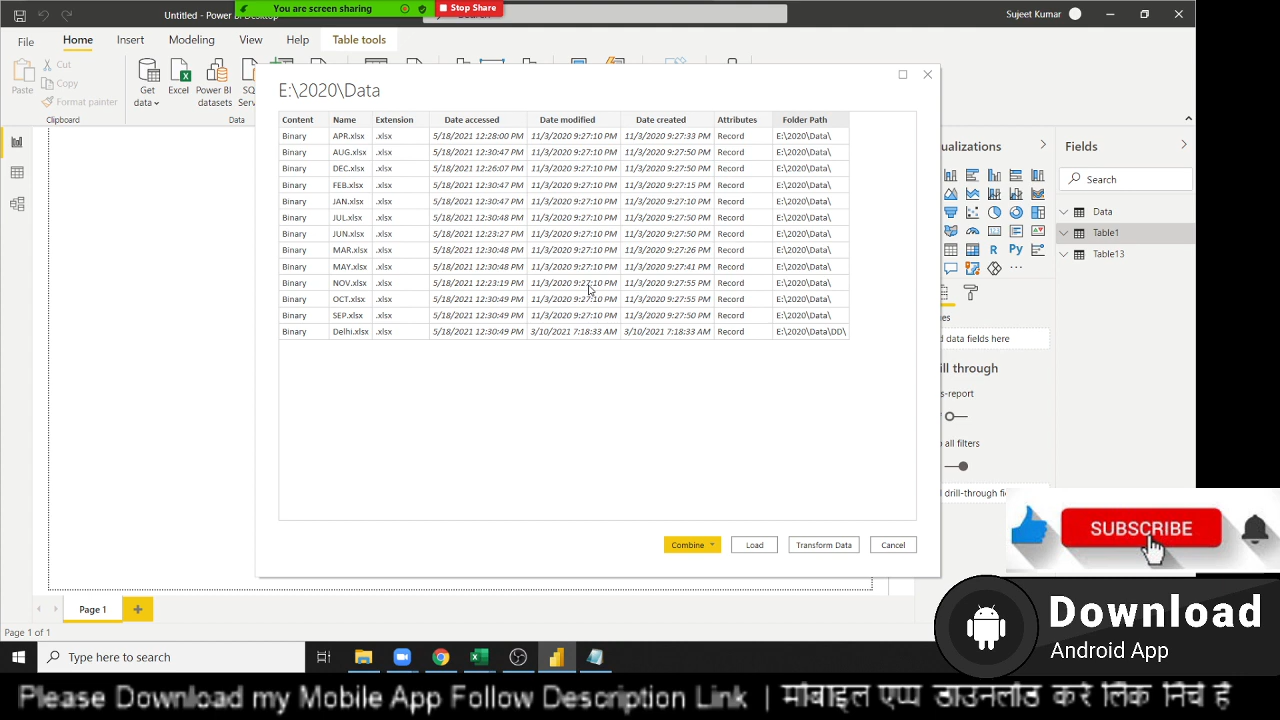 Untitled - Power BI Desktop
You are screen sharing
Stop Share
Sujeet Kumar
File
Home
Insert
Modeling
View
Help
Table tools
Paste
Cut
Copy
Format painter
Clipboard
Get data
Excel
Power BI datasets
SQ
Serv
Data
E:\2020\Data
Content Name Extension Date accessed Date modified Date created Attributes Folder Path
Binary APR.xlsx .xlsx 5/18/2021 12:28:00 PM 11/3/2020 9:27:10 PM 11/3/2020 9:27:33 PM Record E:\2020\Data\
Binary AUG.xlsx .xlsx 5/18/2021 12:30:47 PM 11/3/2020 9:27:10 PM 11/3/2020 9:27:50 PM Record E:\2020\Data\
Binary DEC.xlsx .xlsx 5/18/2021 12:26:07 PM 11/3/2020 9:27:10 PM 11/3/2020 9:27:50 PM Record E:\2020\Data\
Binary FEB.xlsx .xlsx 5/18/2021 12:30:47 PM 11/3/2020 9:27:10 PM 11/3/2020 9:27:15 PM Record E:\2020\Data\
Binary JAN.xlsx .xlsx 5/18/2021 12:30:47 PM 11/3/2020 9:27:10 PM 11/3/2020 9:27:10 PM Record E:\2020\Data\
Binary JUL.xlsx .xlsx 5/18/2021 12:30:48 PM 11/3/2020 9:27:10 PM 11/3/2020 9:27:50 PM Record E:\2020\Data\
Binary JUN.xlsx .xlsx 5/18/2021 12:23:27 PM 11/3/2020 9:27:10 PM 11/3/2020 9:27:50 PM Record E:\2020\Data\
Binary MAR.xlsx .xlsx 5/18/2021 12:30:48 PM 11/3/2020 9:27:10 PM 11/3/2020 9:27:26 PM Record E:\2020\Data\
Binary MAY.xlsx .xlsx 5/18/2021 12:30:48 PM 11/3/2020 9:27:10 PM 11/3/2020 9:27:41 PM Record E:\2020\Data\
Binary NOV.xlsx .xlsx 5/18/2021 12:23:19 PM 11/3/2020 9:27:10 PM 11/3/2020 9:27:55 PM Record E:\2020\Data\
Binary OCT.xlsx .xlsx 5/18/2021 12:30:49 PM 11/3/2020 9:27:10 PM 11/3/2020 9:27:55 PM Record E:\2020\Data\
Binary SEP.xlsx .xlsx 5/18/2021 12:30:49 PM 11/3/2020 9:27:10 PM 11/3/2020 9:27:50 PM Record E:\2020\Data\
Binary Delhi.xlsx .xlsx 5/18/2021 12:30:49 PM 3/10/2021 7:18:33 AM 3/10/2021 7:18:33 AM Record E:\2020\Data\DD\
Combine
Load
Transform Data
Cancel
ualizations
R Py
es
d data fields here
ill through
s-report
p all filters
d drill-through fi
Fields
Search
Data
Table1
Table13
SUBSCRIBE
Download
Android App
Page 1
Page 1 of 1
Type here to search
Please Download my Mobile App Follow Description Link | मोबाइल एप्प डाउनलोड करे लिंक निचे है